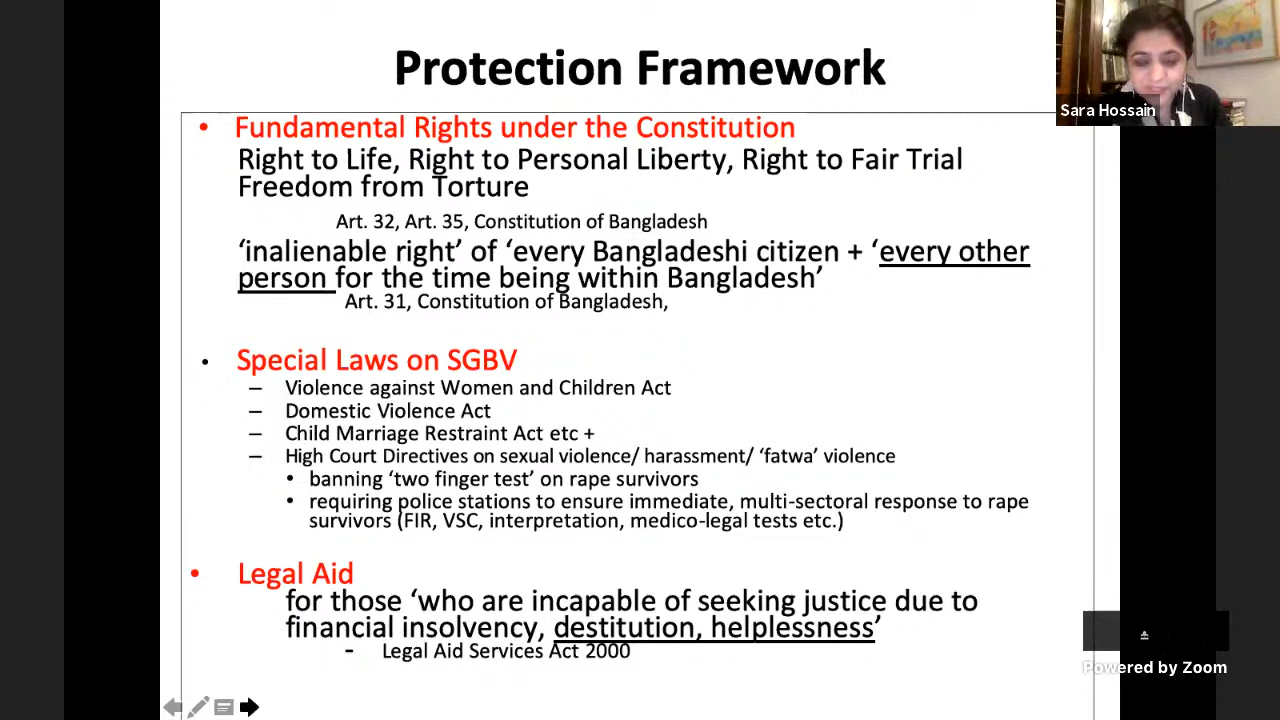 Protection Framework
Sara Hossain
• Fundamental Rights under the Constitution
Right to Life, Right to Personal Liberty, Right to Fair Trial
Freedom from Torture
Art. 32, Art. 35, Constitution of Bangladesh
‘inalienable right’ of ‘every Bangladeshi citizen + ‘every other
person for the time being within Bangladesh’
Art. 31, Constitution of Bangladesh,
• Special Laws on SGBV
– Violence against Women and Children Act
– Domestic Violence Act
– Child Marriage Restraint Act etc +
– High Court Directives on sexual violence/ harassment/ ‘fatwa’ violence
• banning ‘two finger test’ on rape survivors
• requiring police stations to ensure immediate, multi-sectoral response to rape
survivors (FIR, VSC, interpretation, medico-legal tests etc.)
• Legal Aid
for those ‘who are incapable of seeking justice due to
financial insolvency, destitution, helplessness’
- Legal Aid Services Act 2000
Powered by Zoom